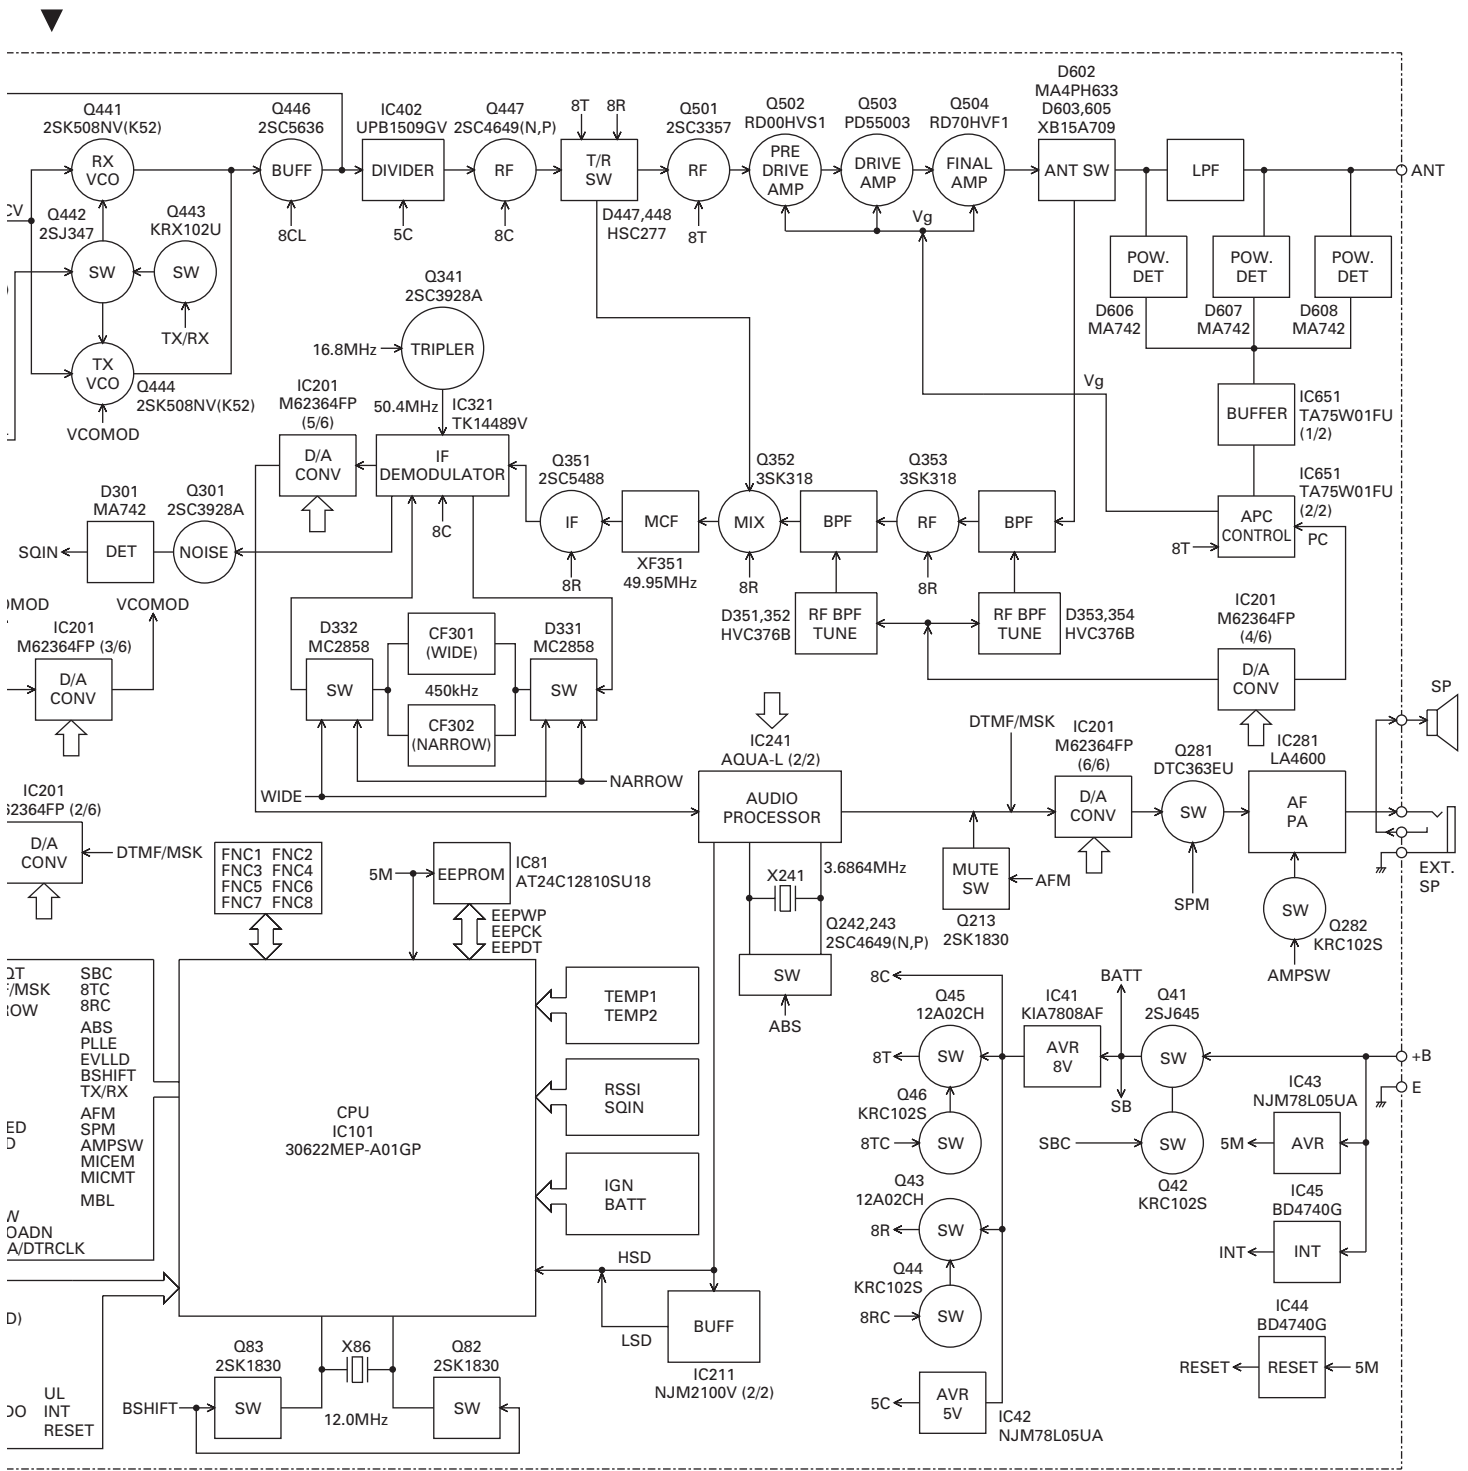 Q441
2SK508NV(K52)
Q446
2SC5636
IC402
UPB1509GV
Q447
2SC4649(N,P)
8T
8R
Q501
2SC3357
Q502
RD00HVS1
Q503
PD55003
Q504
RD70HVF1
D602
MA4PH633
D603,605
XB15A709
RX
VCO
BUFF
DIVIDER
RF
T/R
SW
RF
PRE
DRIVE
AMP
DRIVE
AMP
FINAL
AMP
ANT SW
LPF
ANT
CV
Q442
2SJ347
Q443
KRX102U
8CL
5C
8C
D447,448
HSC277
8T
Vg
SW
SW
TX/RX
POW.
DET
POW.
DET
POW.
DET
D606
MA742
D607
MA742
D608
MA742
Q341
2SC3928A
16.8MHz
TRIPLER
TX
VCO
Q444
2SK508NV(K52)
VCOMOD
IC201
M62364FP
(5/6)
50.4MHz
IC321
TK14489V
Vg
BUFFER
IC651
TA75W01FU
(1/2)
D/A
CONV
IF
DEMODULATOR
Q351
2SC5488
Q352
3SK318
Q353
3SK318
IC651
TA75W01FU
(2/2)
D301
MA742
Q301
2SC3928A
8C
IF
MCF
MIX
BPF
RF
BPF
APC
CONTROL
8T
PC
SQIN
DET
NOISE
8R
XF351
49.95MHz
8R
8R
OMOD
VCOMOD
IC201
M62364FP (3/6)
D/A
CONV
D332
MC2858
CF301
(WIDE)
D331
MC2858
D351,352
HVC376B
RF BPF
TUNE
RF BPF
TUNE
D353,354
HVC376B
IC201
M62364FP
(4/6)
SW
450kHz
SW
D/A
CONV
CF302
(NARROW)
SP
WIDE
NARROW
IC241
AQUA-L (2/2)
DTMF/MSK
IC201
M62364FP
(6/6)
Q281
DTC363EU
IC281
LA4600
AUDIO
PROCESSOR
D/A
CONV
SW
AF
PA
IC201
62364FP (2/6)
D/A
CONV
DTMF/MSK
FNC1 FNC2
FNC3 FNC4
FNC5 FNC6
FNC7 FNC8
5M
EEPROM
IC81
AT24C12810SU18
EEPWP
EEPCK
EEPDT
X241
3.6864MHz
MUTE
SW
AFM
Q213
2SK1830
SPM
SW
Q282
KRC102S
AMPSW
EXT.
SP
Q242,243
2SC4649(N,P)
SW
ABS
QT
F/MSK
ROW
SBC
8TC
8RC
ABS
PLLE
EVLLD
BSHIFT
TX/RX
AFM
SPM
AMPSW
MICEM
MICMT
MBL
ED
D
W
OADN
A/DTRCLK
CPU
IC101
30622MEP-A01GP
TEMP1
TEMP2
RSSI
SQIN
IGN
BATT
8C
Q45
12A02CH
IC41
KIA7808AF
BATT
Q41
2SJ645
8T
SW
AVR
8V
SB
SW
+B
E
Q46
KRC102S
8TC
SW
SBC
SW
Q42
KRC102S
IC43
NJM78L05UA
5M
AVR
Q43
12A02CH
8R
SW
IC45
BD4740G
INT
INT
Q44
KRC102S
8RC
SW
HSD
BUFF
LSD
IC211
NJM2100V (2/2)
IC44
BD4740G
RESET
RESET
5M
D)
DO
UL
INT
RESET
Q83
2SK1830
X86
Q82
2SK1830
BSHIFT
SW
12.0MHz
SW
5C
AVR
5V
IC42
NJM78L05UA